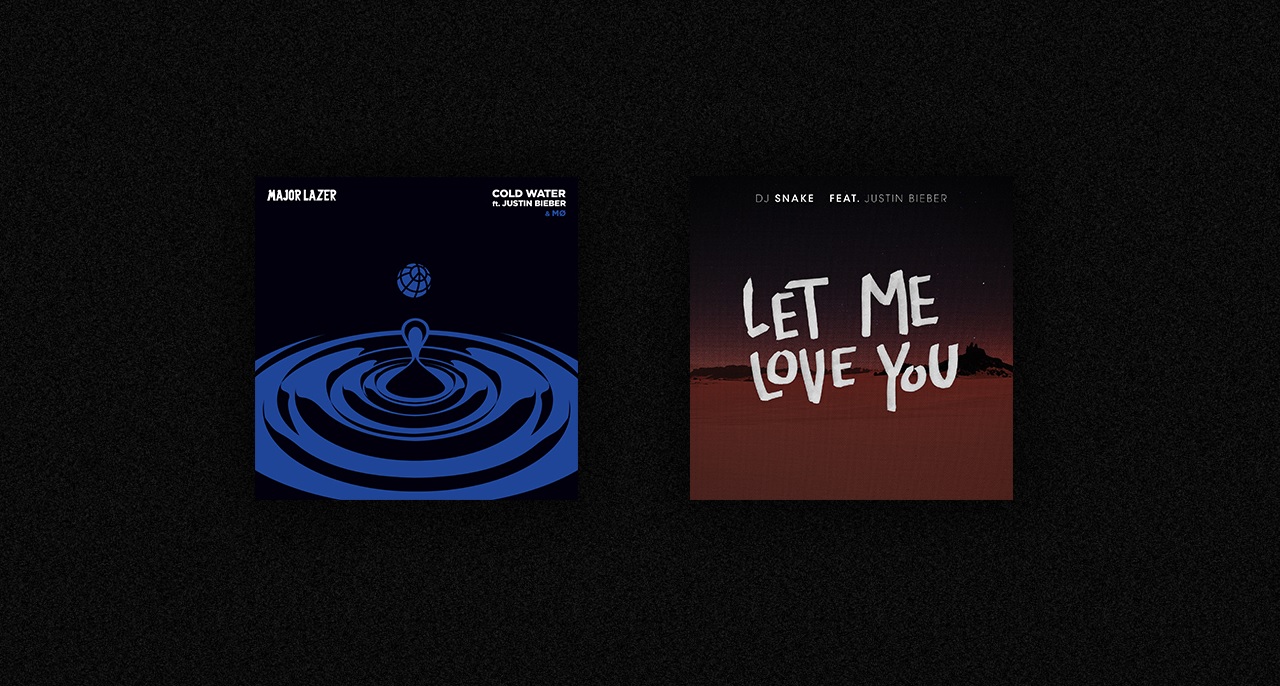 MAJOR LAZER
COLD WATER
ft. JUSTIN BIEBER
& MØ
DJ SNAKE FEAT. JUSTIN BIEBER
LET ME
LOVE YOU